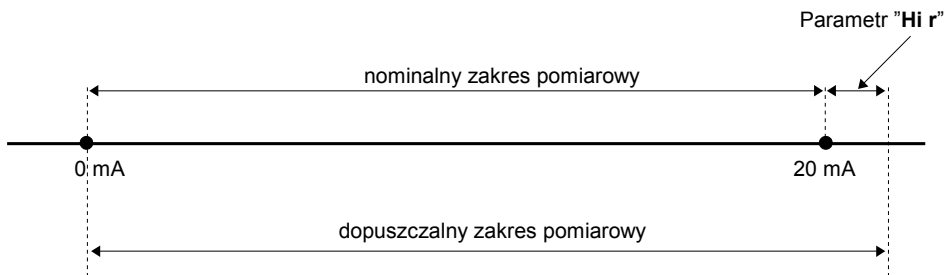 Parametr ”Hi r”
nominalny zakres pomiarowy
0 mA
20 mA
dopuszczalny zakres pomiarowy